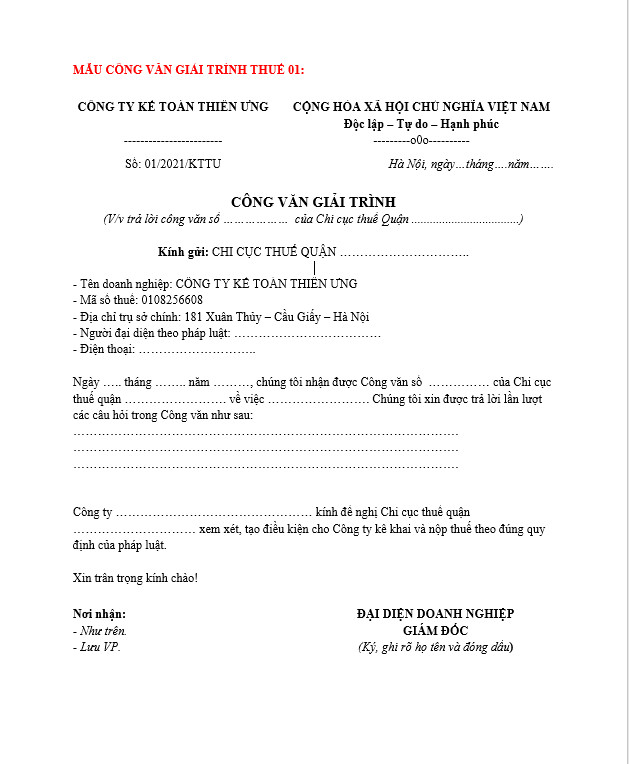 MẪU CÔNG VĂN GIẢI TRÌNH THUẾ 01:
CÔNG TY KẾ TOÁN THIÊN ƯNG
CỘNG HÒA XÃ HỘI CHỦ NGHĨA VIỆT NAM
Độc lập – Tự do – Hạnh phúc
-----------------------
---------o0o----------
Số: 01/2021/KTTU
Hà Nội, ngày…tháng….năm…….
CÔNG VĂN GIẢI TRÌNH
(V/v trả lời công văn số ……………… của Chi cục thuế Quận ....................................)
Kính gửi: CHI CỤC THUẾ QUẬN …………………………..
- Tên doanh nghiệp: CÔNG TY KẾ TOÁN THIÊN ƯNG
- Mã số thuế: 0108256608
- Địa chỉ trụ sở chính: 181 Xuân Thủy – Cầu Giấy – Hà Nội
- Người đại diện theo pháp luật: ………………………………
- Điện thoại: ………………………..
Ngày ….. tháng …….. năm ………, chúng tôi nhận được Công văn số …………… của Chi cục
thuế quận ……………………. về việc ……………………. Chúng tôi xin được trả lời lần lượt
các câu hỏi trong Công văn như sau:
……………………………………………………………………………………
……………………………………………………………………………………
……………………………………………………………………………………
Công ty ………………………………………… kính đề nghị Chi cục thuế quận
………………………… xem xét, tạo điều kiện cho Công ty kê khai và nộp thuế theo đúng quy
định của pháp luật.
Xin trân trọng kính chào!
Nơi nhận:
ĐẠI DIỆN DOANH NGHIỆP
- Như trên.
GIÁM ĐỐC
- Lưu VP.
(Ký, ghi rõ họ tên và đóng dấu)